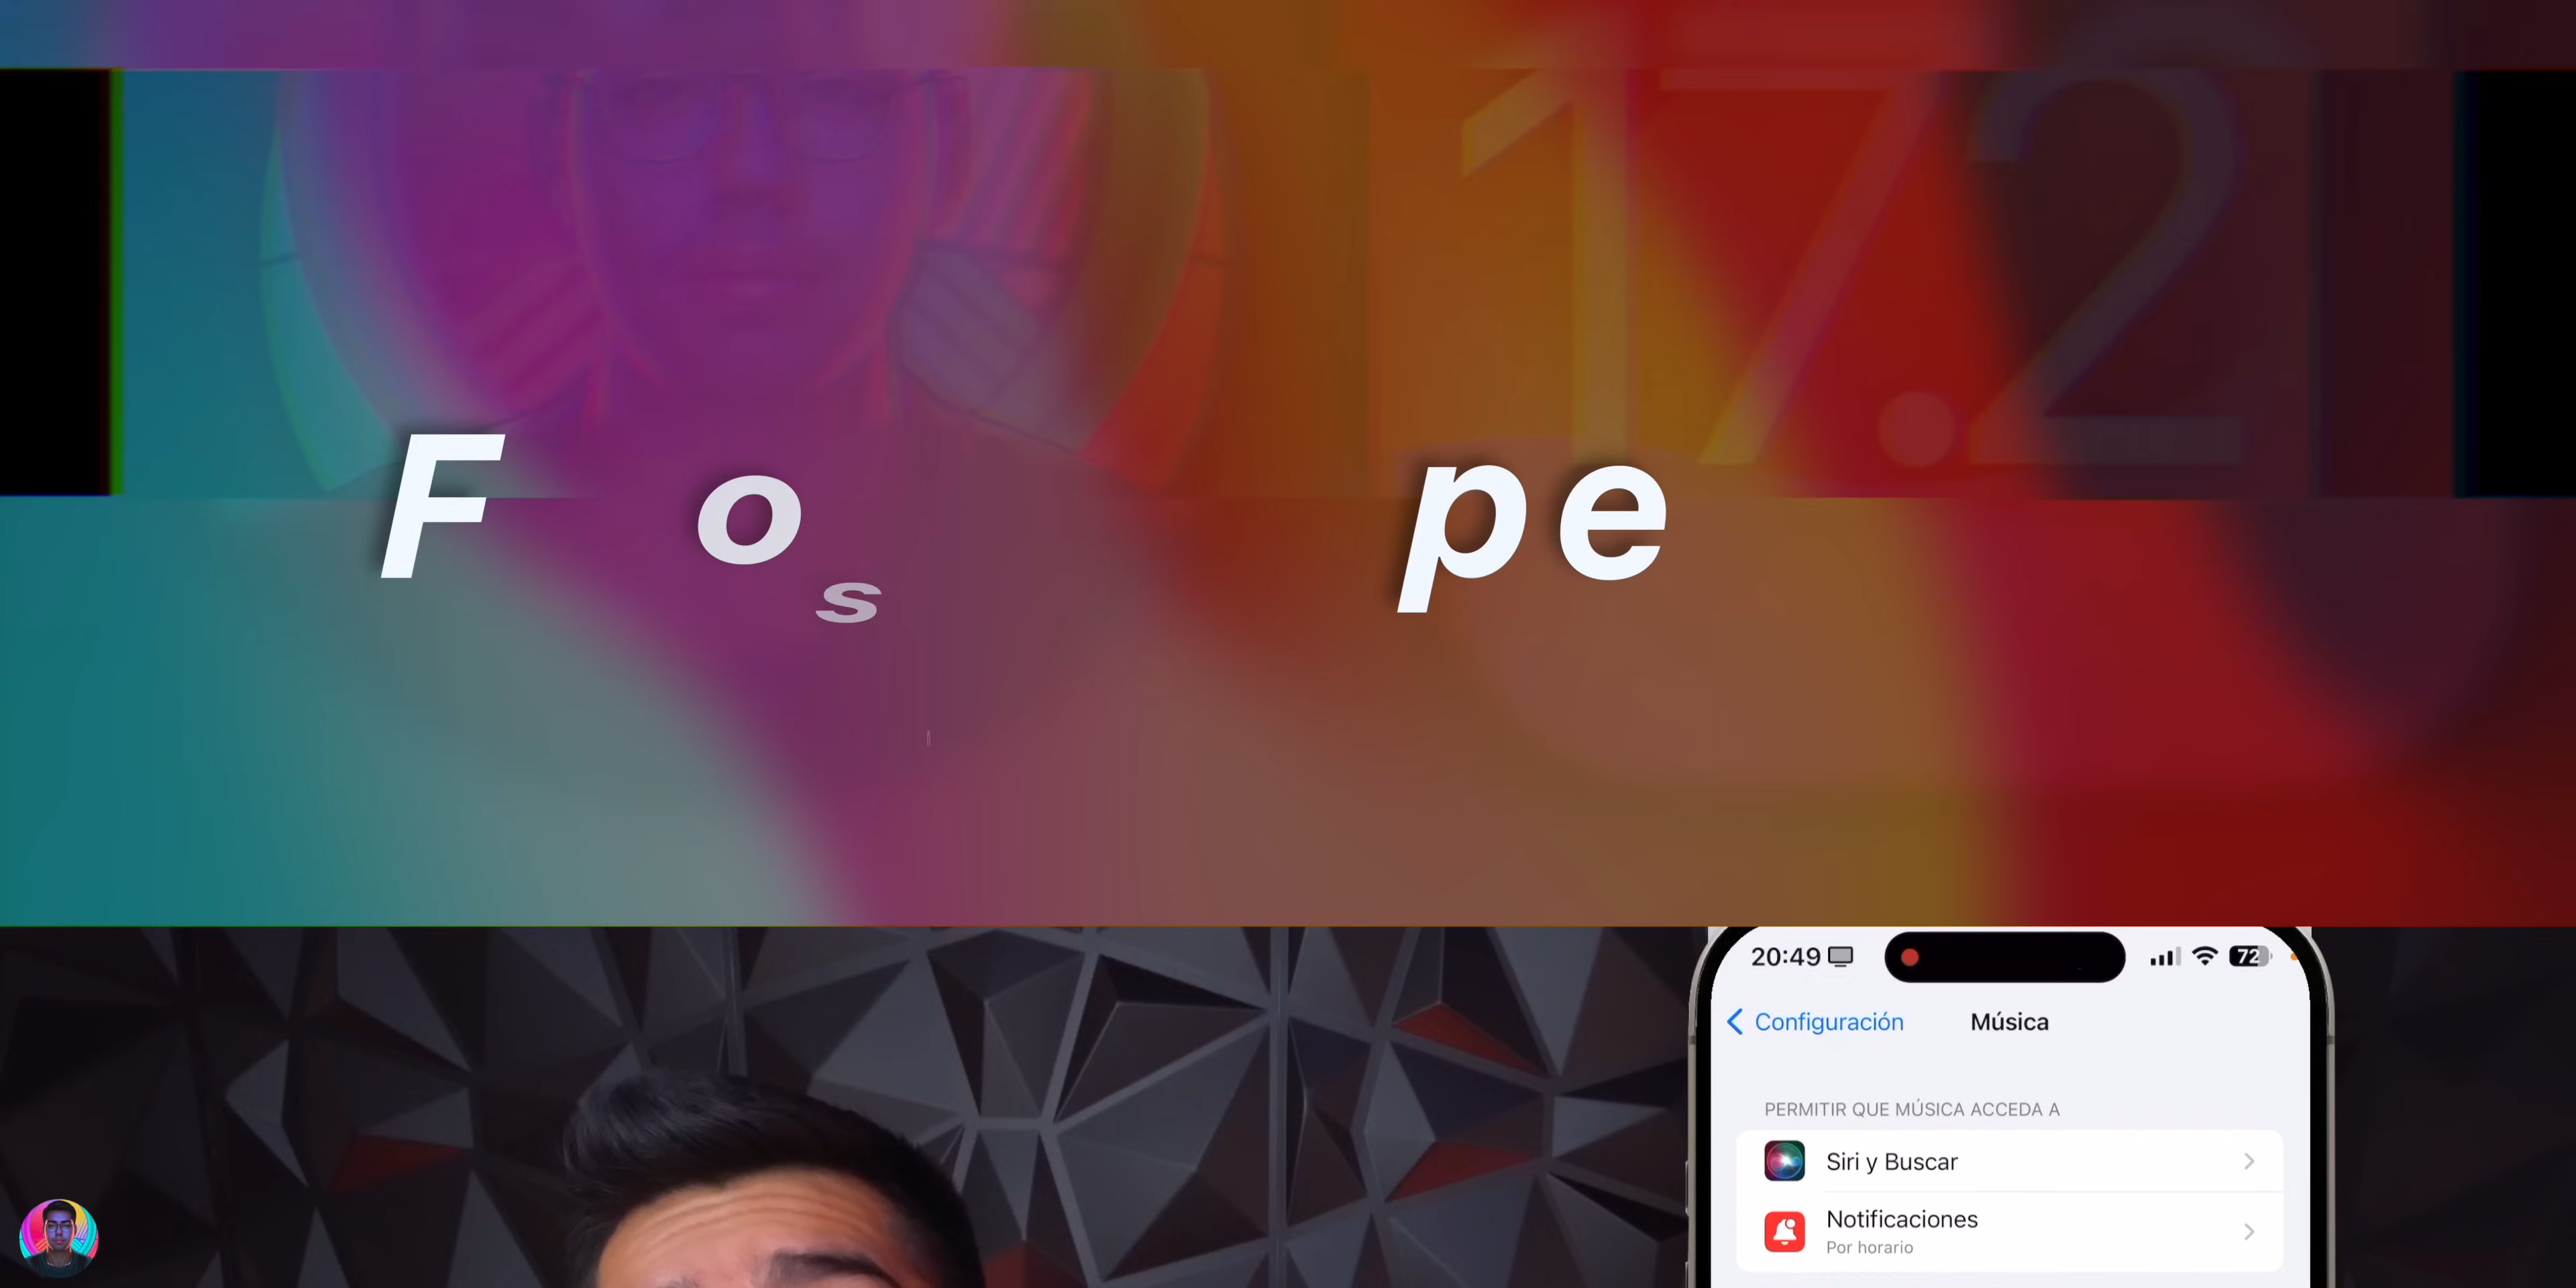 17.2
F o s pe
20:49 72
Configuración Música
PERMITIR QUE MÚSICA ACCEDA A
Siri y Buscar
Notificaciones
Por horario